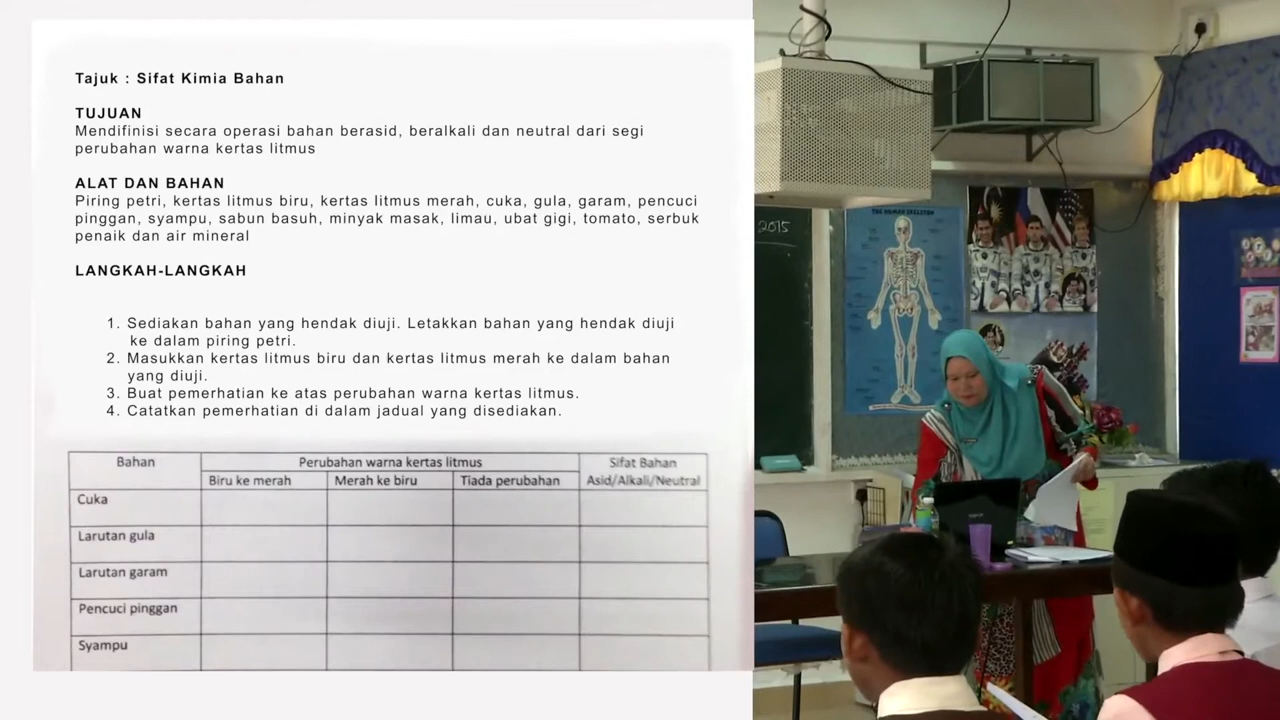 Tajuk : Sifat Kimia Bahan
TUJUAN
Mendifinisi secara operasi bahan berasid, beralkali dan neutral dari segi
perubahan warna kertas litmus
ALAT DAN BAHAN
Piring petri, kertas litmus biru, kertas litmus merah, cuka, gula, garam, pencuci
pinggan, syampu, sabun basuh, minyak masak, limau, ubat gigi, tomato, serbuk
penaik dan air mineral
LANGKAH-LANGKAH
1. Sediakan bahan yang hendak diuji. Letakkan bahan yang hendak diuji
ke dalam piring petri.
2. Masukkan kertas litmus biru dan kertas litmus merah ke dalam bahan
yang diuji.
3. Buat pemerhatian ke atas perubahan warna kertas litmus.
4. Catatkan pemerhatian di dalam jadual yang disediakan.
Bahan Perubahan warna kertas litmus Sifat Bahan
Biru ke merah Merah ke biru Tiada perubahan Asid/Alkali/Neutral
Cuka
Larutan gula
Larutan garam
Pencuci pinggan
Syampu
2015
THE HUMAN SKELETON